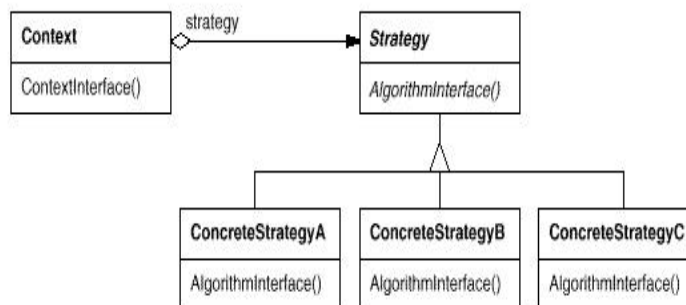 strategy
Context
Strategy
ContextInterface()
AlgorithmInterface()
ConcreteStrategyA
ConcreteStrategyB
ConcreteStrategyC
AlgorithmInterface()
AlgorithmInterface()
AlgorithmInterface()